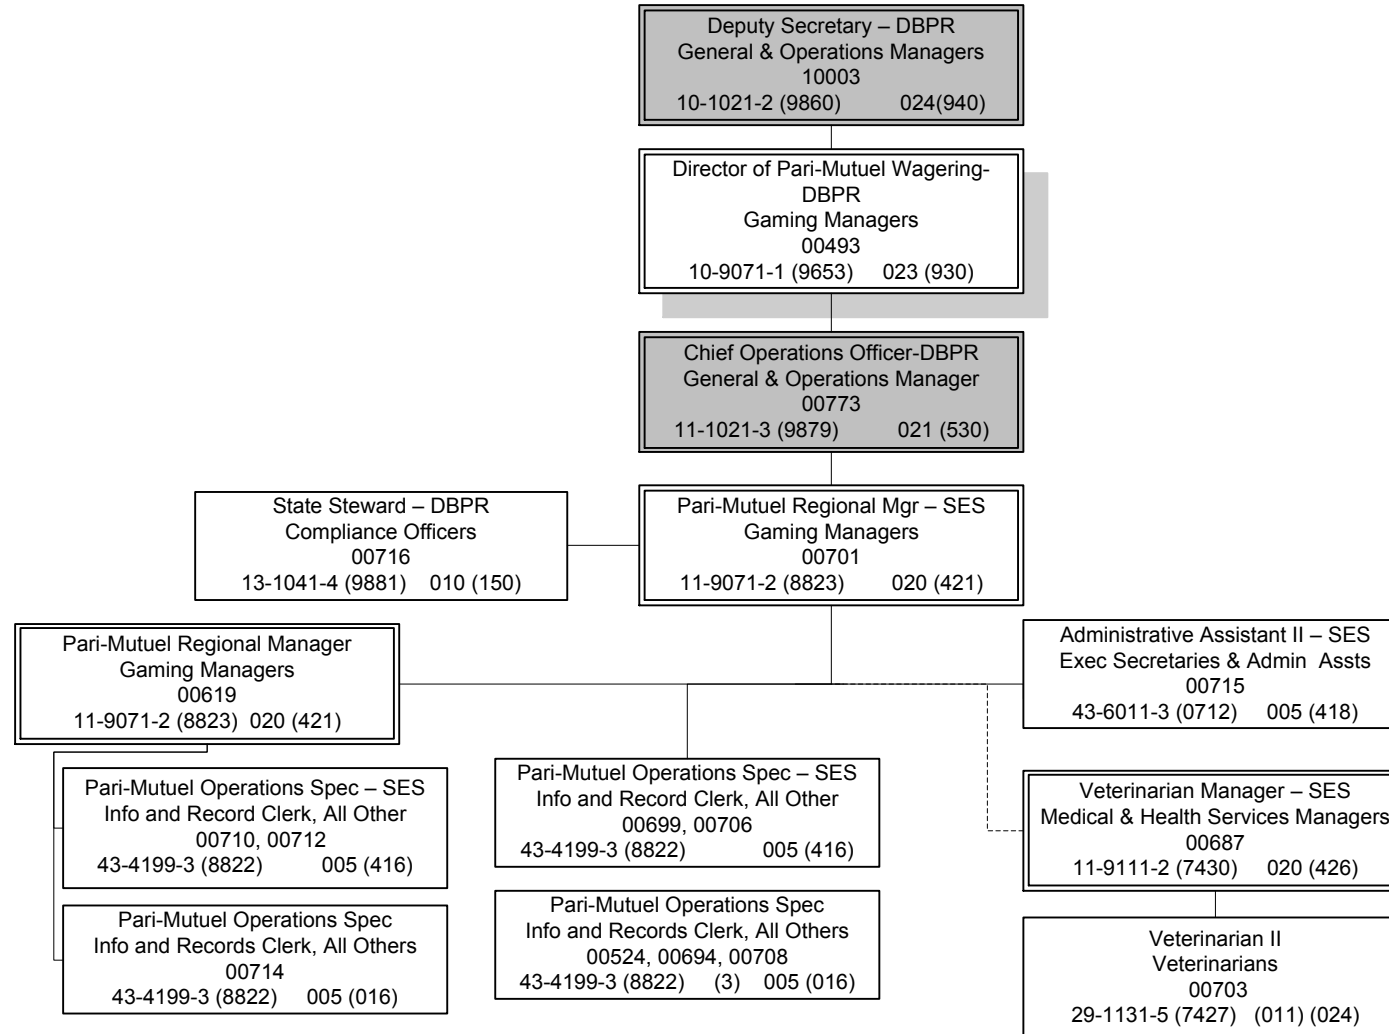 Deputy Secretary – DBPR
General & Operations Managers
10003
10-1021-2 (9860) 024(940)
Director of Pari-Mutuel Wagering-
DBPR
Gaming Managers
00493
10-9071-1 (9653) 023 (930)
Chief Operations Officer-DBPR
General & Operations Manager
00773
11-1021-3 (9879) 021 (530)
State Steward – DBPR
Compliance Officers
00716
13-1041-4 (9881) 010 (150)
Pari-Mutuel Regional Mgr – SES
Gaming Managers
00701
11-9071-2 (8823) 020 (421)
Pari-Mutuel Regional Manager
Gaming Managers
00619
11-9071-2 (8823) 020 (421)
Administrative Assistant II – SES
Exec Secretaries & Admin Assts
00715
43-6011-3 (0712) 005 (418)
Pari-Mutuel Operations Spec – SES
Info and Record Clerk, All Other
00710, 00712
43-4199-3 (8822) 005 (416)
Pari-Mutuel Operations Spec – SES
Info and Record Clerk, All Other
00699, 00706
43-4199-3 (8822) 005 (416)
Veterinarian Manager – SES
Medical & Health Services Managers
00687
11-9111-2 (7430) 020 (426)
Pari-Mutuel Operations Spec
Info and Records Clerk, All Others
00714
43-4199-3 (8822) 005 (016)
Pari-Mutuel Operations Spec
Info and Records Clerk, All Others
00524, 00694, 00708
43-4199-3 (8822) (3) 005 (016)
Veterinarian II
Veterinarians
00703
29-1131-5 (7427) (011) (024)